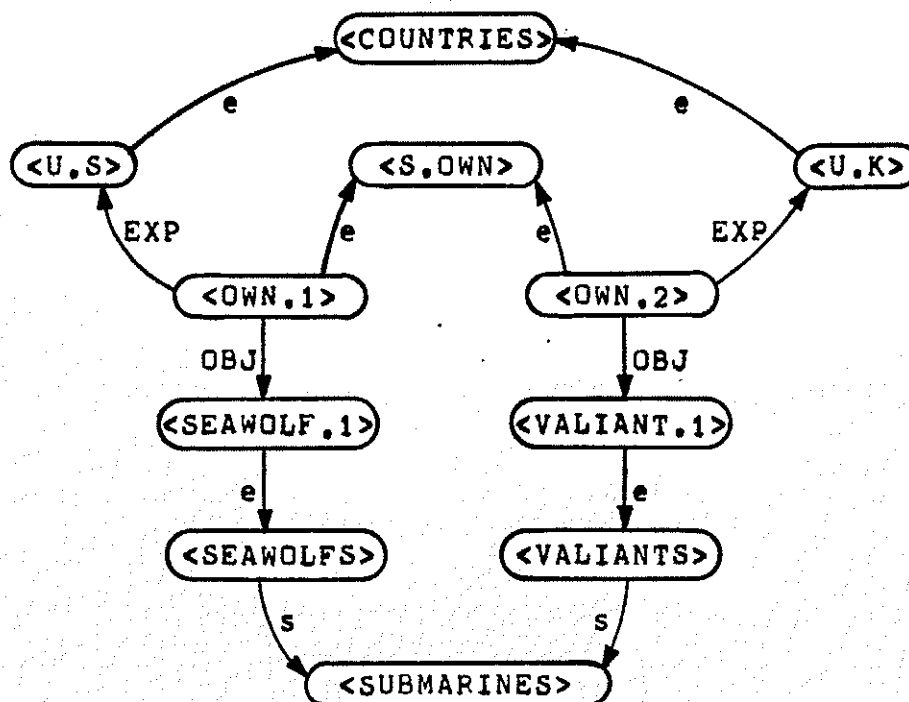 <COUNTRIES>
e e
<U.S> <S.OWN> <U.K>
EXP e e EXP
<OWN.1> <OWN.2>
OBJ OBJ
<SEAWOLF.1> <VALIANT.1>
e e
<SEAWOLFS> <VALIANTS>
s s
<SUBMARINES>